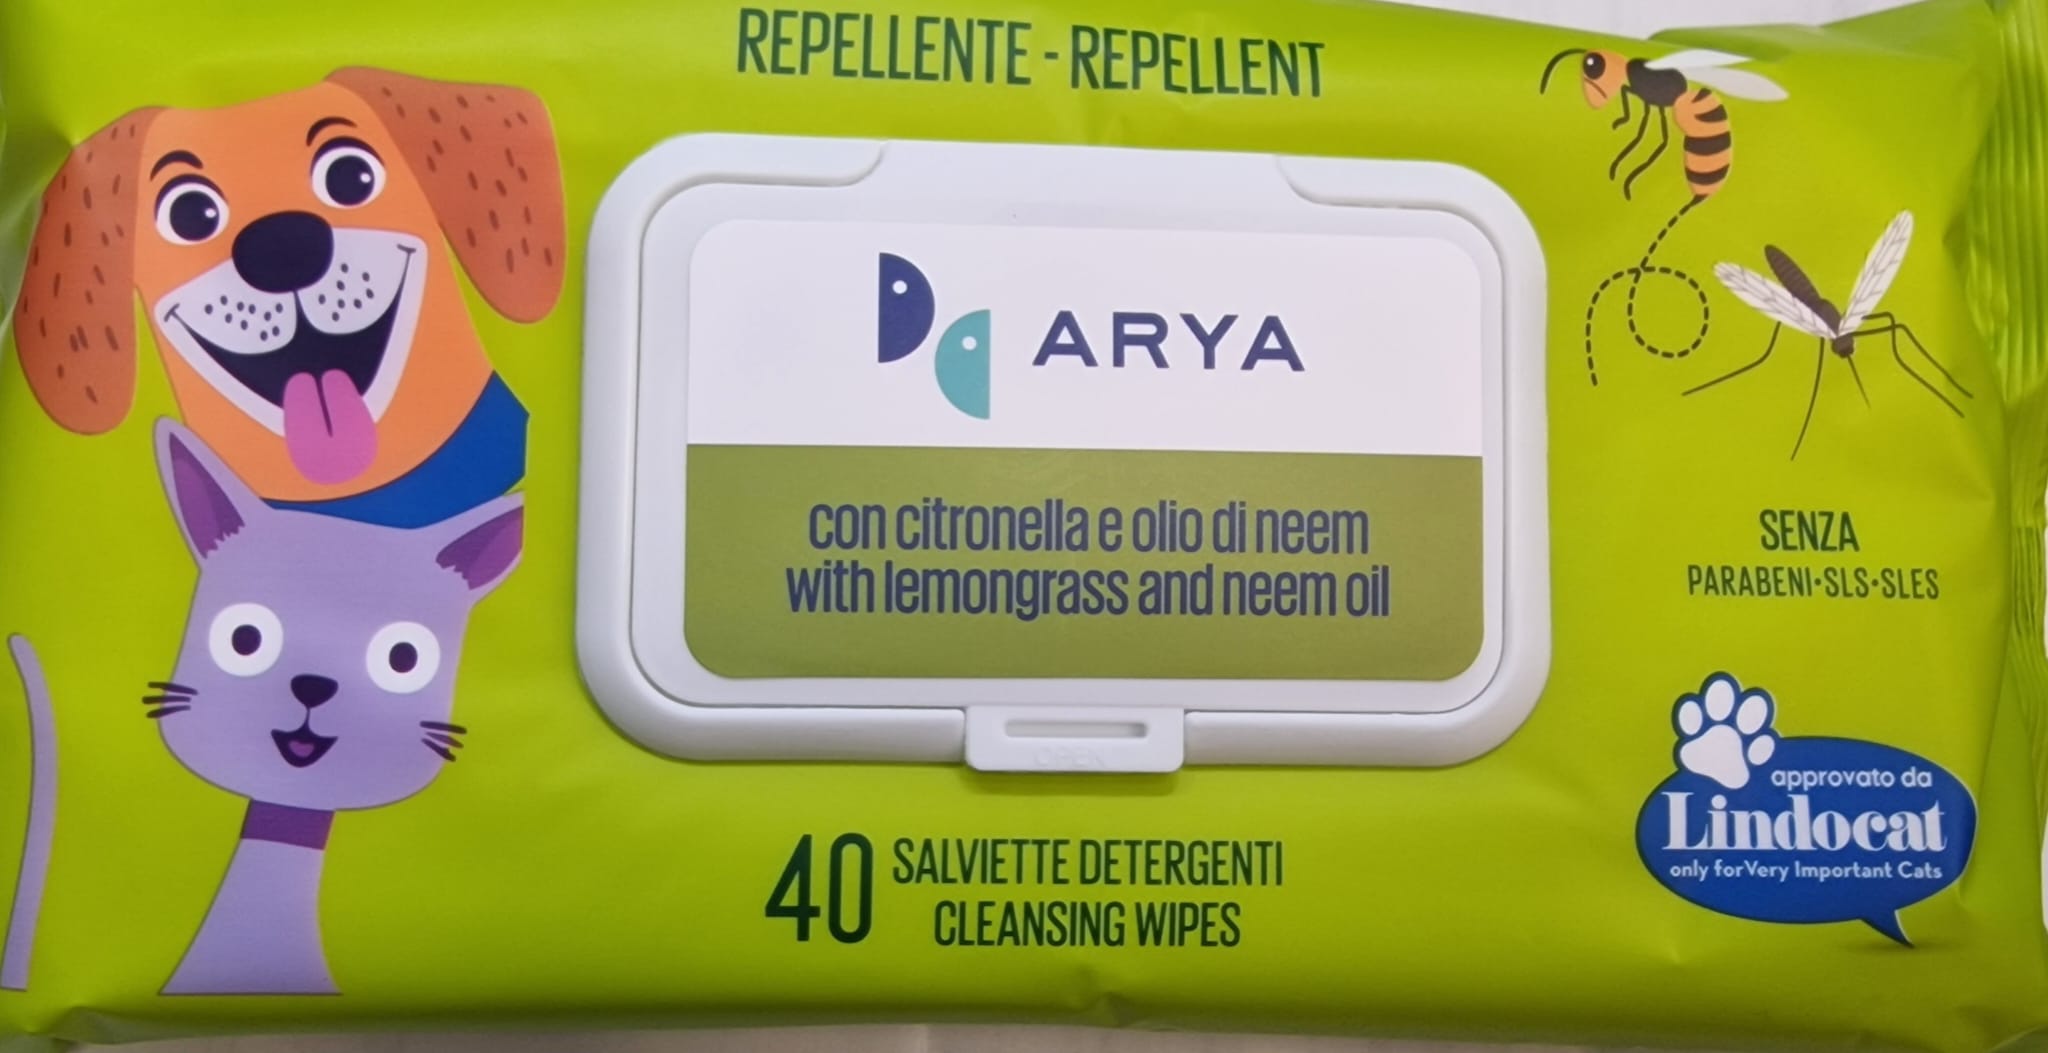 REPELLENTE - REPELLENT
ARYA
con citronella e olio di neem
with lemongrass and neem oil
OPEN
SENZA
PARABENI•SLS•SLES
approvato da
Lindocat
only for Very Important Cats
40 SALVIETTE DETERGENTI
CLEANSING WIPES